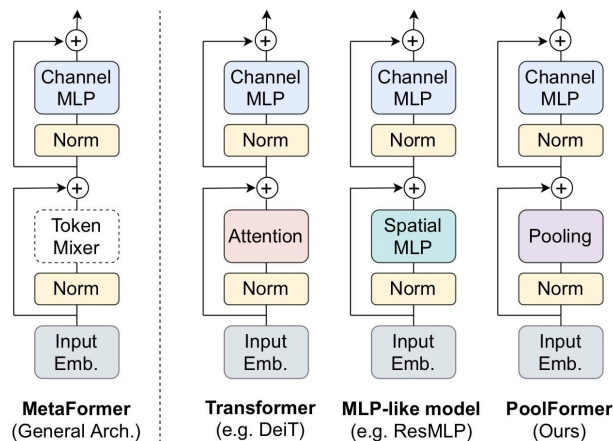 +
Channel
MLP
Norm
+
Token
Mixer
Norm
Input
Emb.
MetaFormer
(General Arch.)
+
Channel
MLP
Norm
+
Attention
Norm
Input
Emb.
Transformer
(e.g. DeiT)
+
Channel
MLP
Norm
+
Spatial
MLP
Norm
Input
Emb.
MLP-like model
(e.g. ResMLP)
+
Channel
MLP
Norm
+
Pooling
Norm
Input
Emb.
PoolFormer
(Ours)